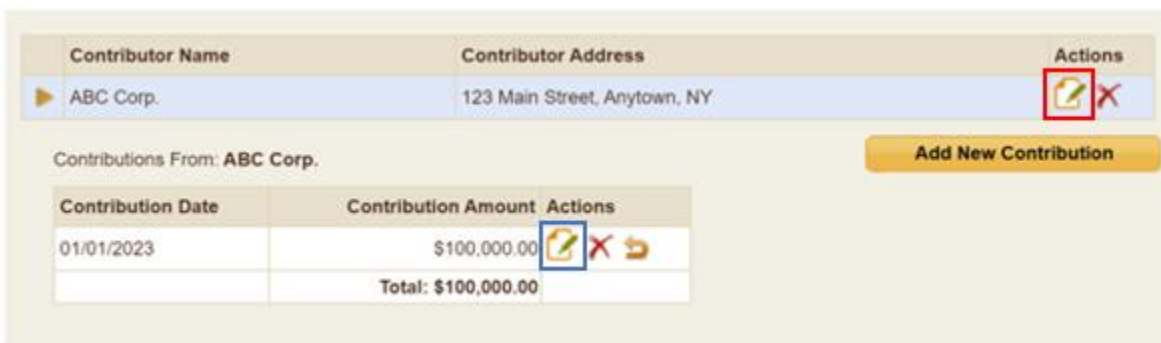 Contributor Name Contributor Address Actions
ABC Corp. 123 Main Street, Anytown, NY
Contributions From: ABC Corp. Add New Contribution
Contribution Date Contribution Amount Actions
01/01/2023 $100,000.00
Total: $100,000.00